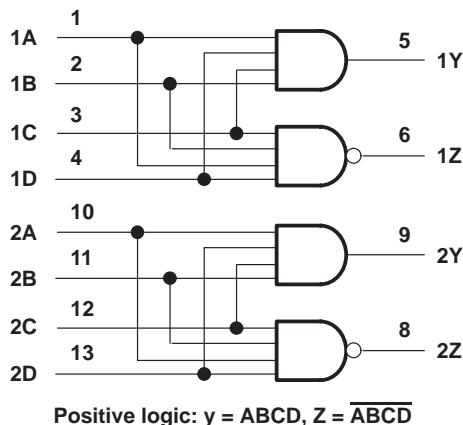 1A 1
1B 2
1C 3
1D 4
5 1Y
6 1Z
2A 10
2B 11
2C 12
2D 13
9 2Y
8 2Z
Positive logic: y = ABCD, Z = A̅B̅C̅D̅